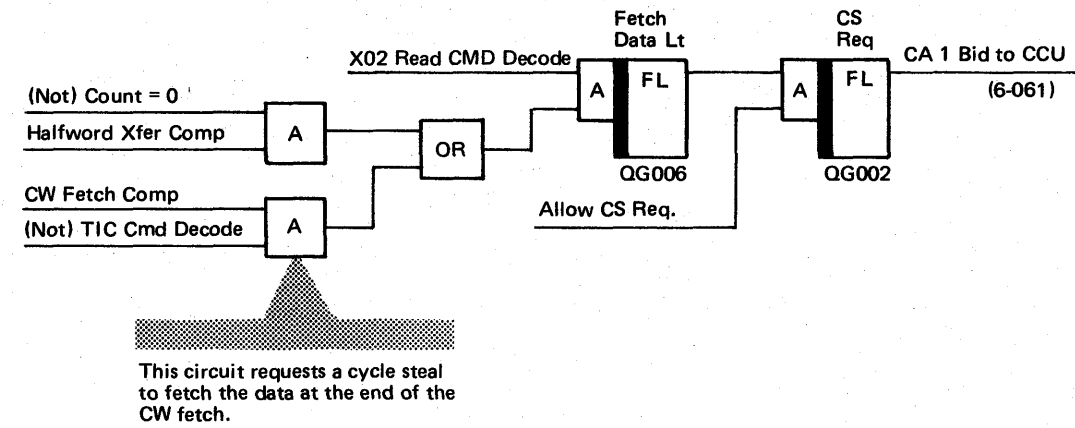 Fetch
Data Lt
CS
Req
X02 Read CMD Decode
CA 1 Bid to CCU
(6-061)
A
FL
A
FL
(Not) Count = 0
Halfword Xfer Comp
A
OR
QG006
QG002
CW Fetch Comp
(Not) TIC Cmd Decode
A
Allow CS Req.
This circuit requests a cycle steal
to fetch the data at the end of the
CW fetch.